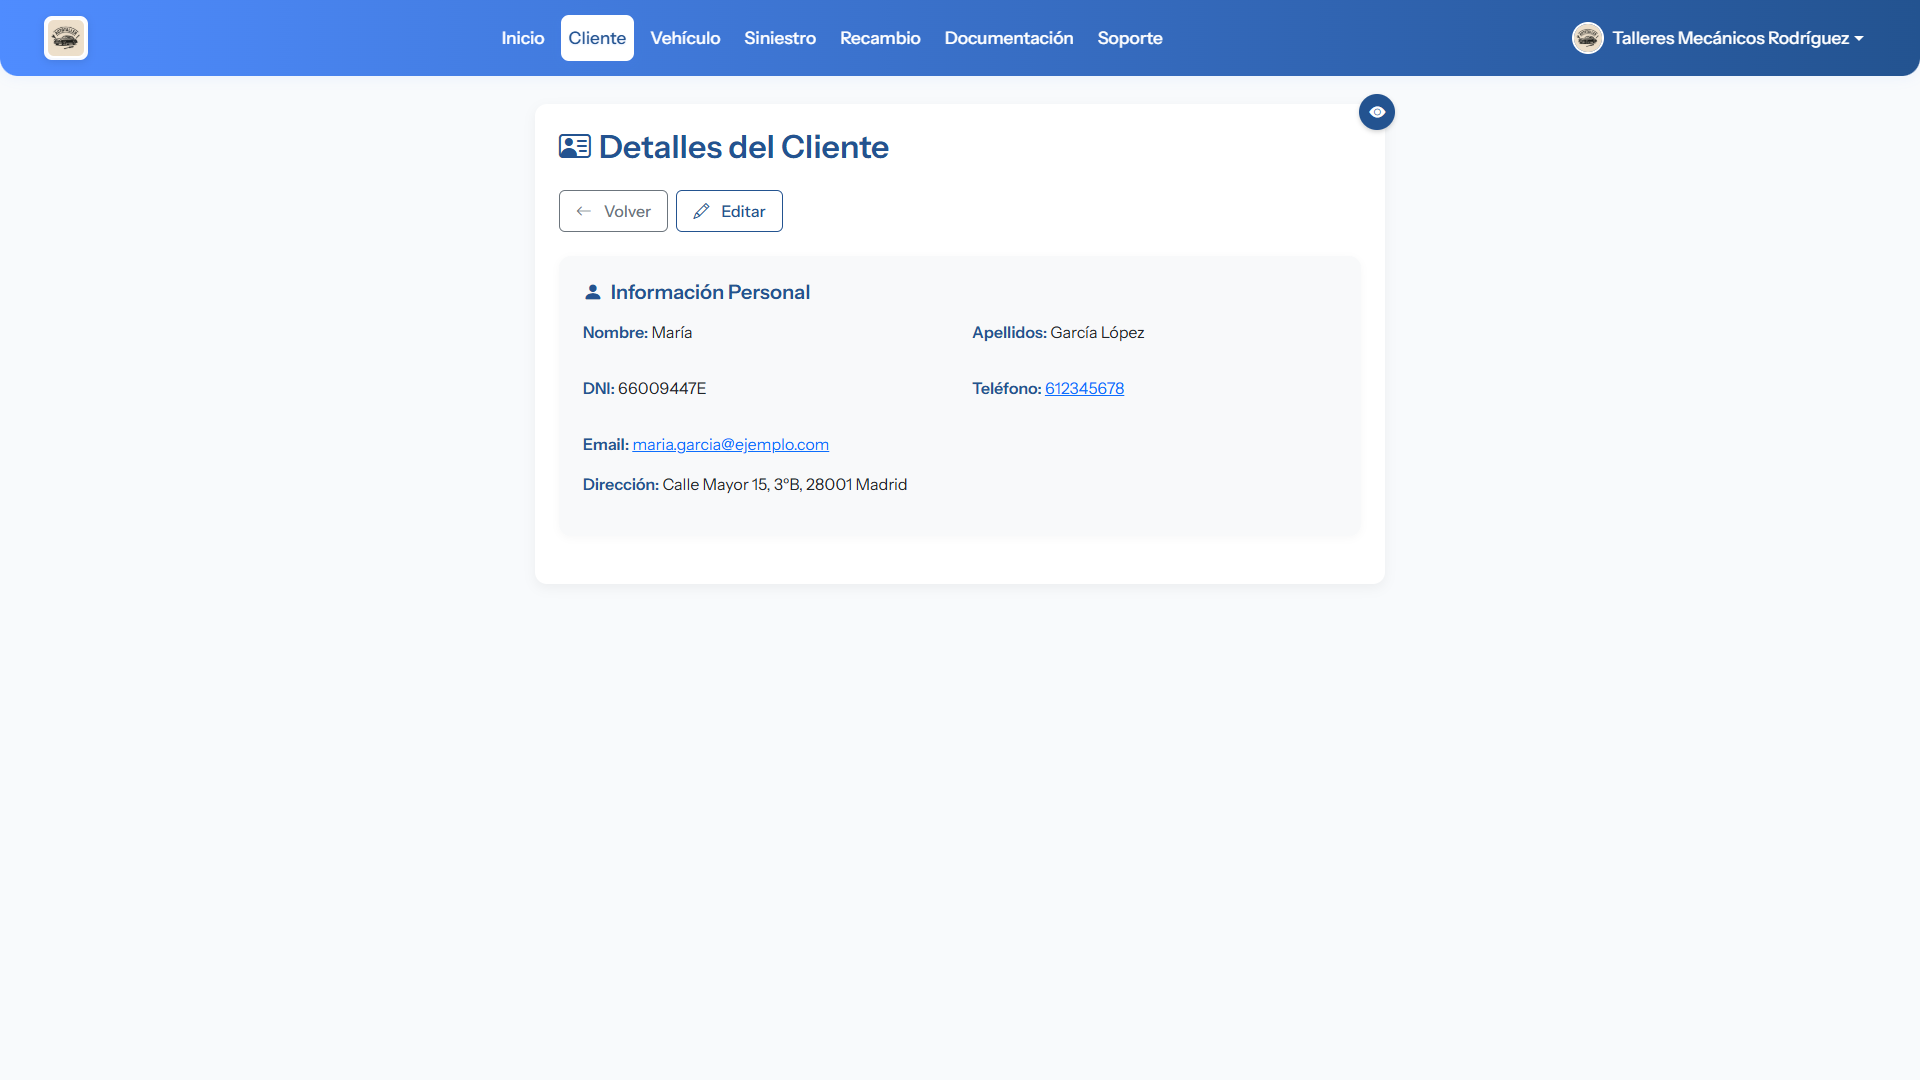 Inicio Cliente Vehículo Siniestro Recambio Documentación Soporte Talleres Mecánicos Rodríguez
Detalles del Cliente
Volver Editar
Información Personal
Nombre: María Apellidos: García López
DNI: 66009447E Teléfono: 612345678
Email: maria.garcia@ejemplo.com
Dirección: Calle Mayor 15, 3ºB, 28001 Madrid